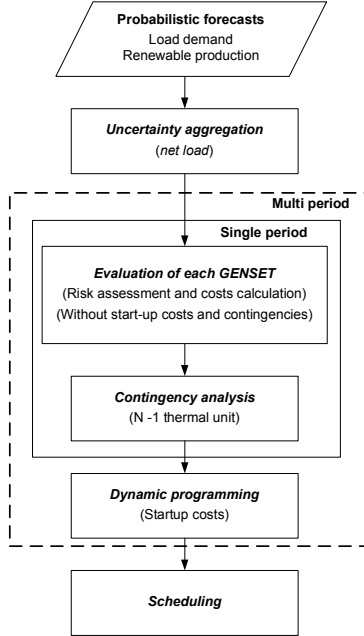 Probabilistic forecasts
Load demand
Renewable production
Uncertainty aggregation
(net load)
Multi period
Single period
Evaluation of each GENSET
(Risk assessment and costs calculation)
(Without start-up costs and contingencies)
Contingency analysis
(N -1 thermal unit)
Dynamic programming
(Startup costs)
Scheduling